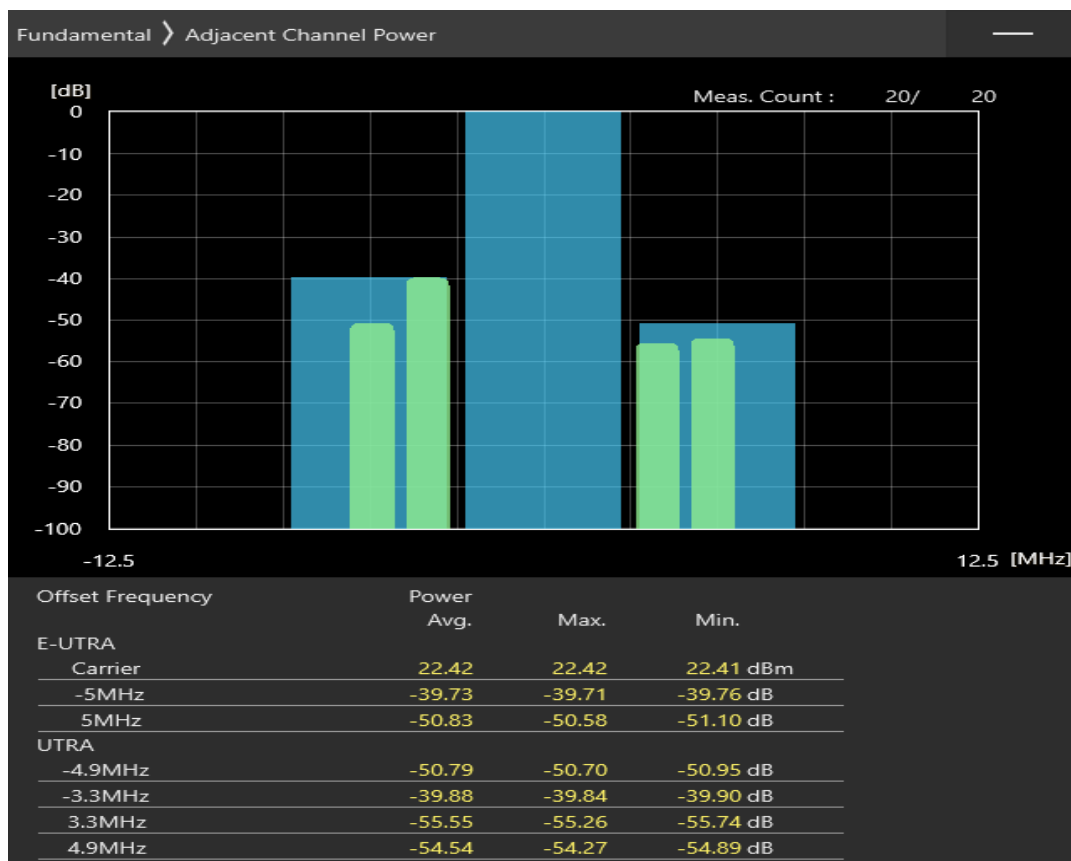 Fundamental ❯ Adjacent Channel Power
[dB]
Meas. Count : 20/ 20
0
-10
-20
-30
-40
-50
-60
-70
-80
-90
-100
-12.5 12.5 [MHz]
Offset Frequency Power
Avg. Max. Min.
E-UTRA
Carrier 22.42 22.42 22.41 dBm
-5MHz -39.73 -39.71 -39.76 dB
5MHz -50.83 -50.58 -51.10 dB
UTRA
-4.9MHz -50.79 -50.70 -50.95 dB
-3.3MHz -39.88 -39.84 -39.90 dB
3.3MHz -55.55 -55.26 -55.74 dB
4.9MHz -54.54 -54.27 -54.89 dB